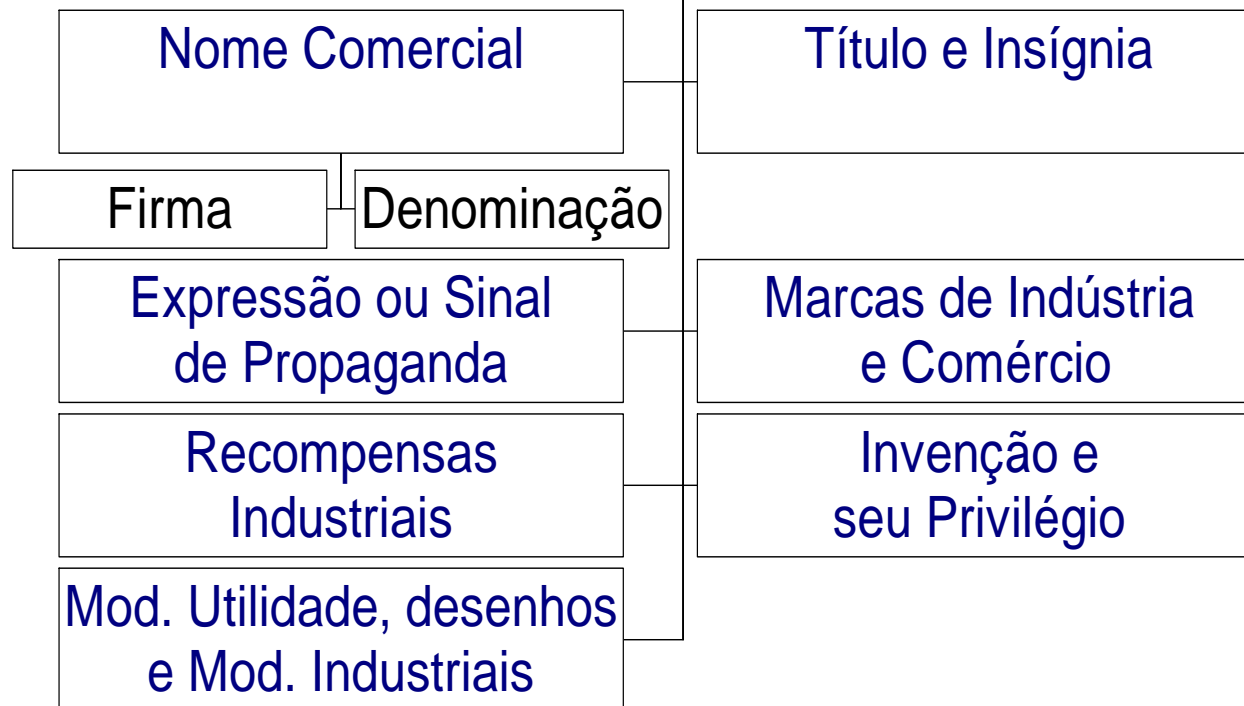 Nome Comercial
Título e Insígnia
Firma
Denominação
Expressão ou Sinal
de Propaganda
Marcas de Indústria
e Comércio
Recompensas
Industriais
Invenção e
seu Privilégio
Mod. Utilidade, desenhos
e Mod. Industriais